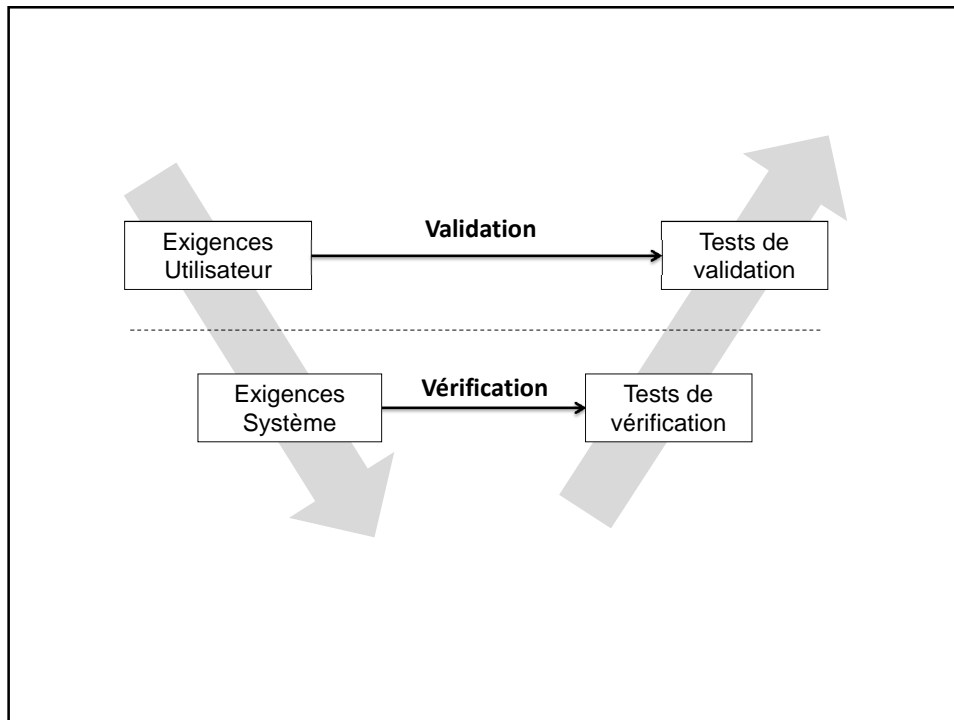 Validation
Exigences
Utilisateur
Tests de
validation
Vérification
Exigences
Système
Tests de
vérification